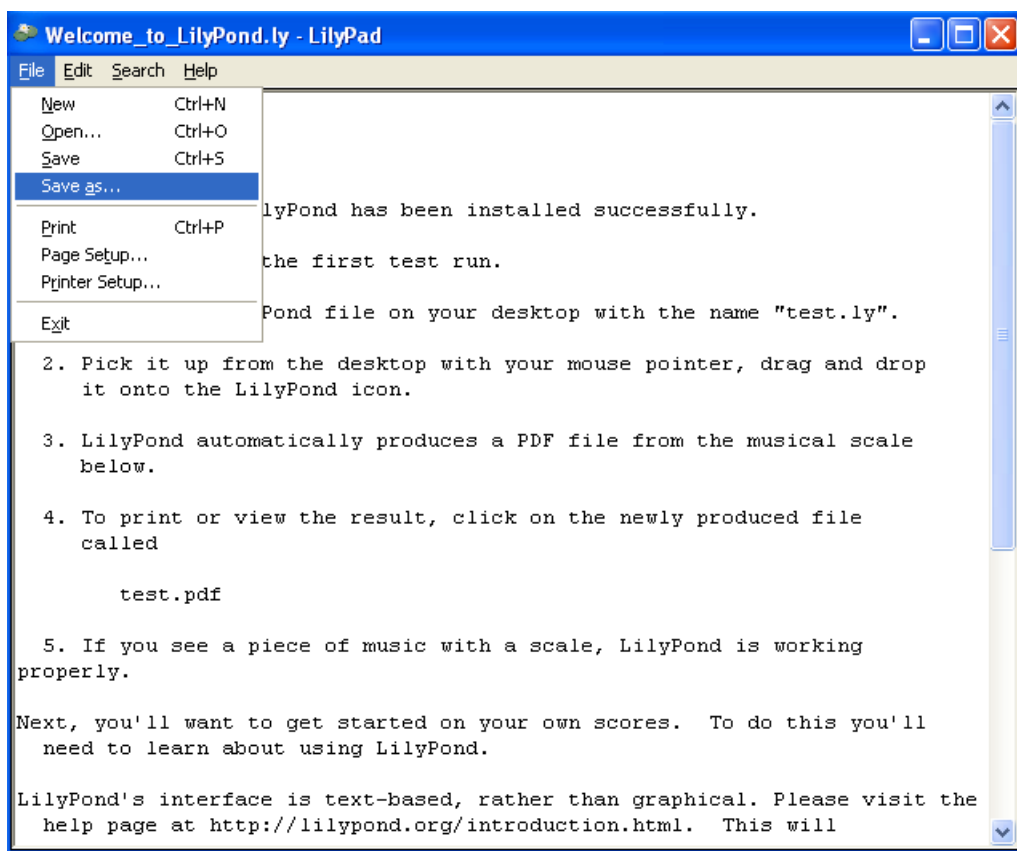 Welcome_to_LilyPond.ly - LilyPad
File Edit Search Help
New Ctrl+N
Open... Ctrl+O
Save Ctrl+S
Save as...
Print Ctrl+P
Page Setup...
Printer Setup...
Exit
lyPond has been installed successfully.
the first test run.
Pond file on your desktop with the name "test.ly".
2. Pick it up from the desktop with your mouse pointer, drag and drop
it onto the LilyPond icon.
3. LilyPond automatically produces a PDF file from the musical scale
below.
4. To print or view the result, click on the newly produced file
called
test.pdf
5. If you see a piece of music with a scale, LilyPond is working
properly.
Next, you'll want to get started on your own scores. To do this you'll
need to learn about using LilyPond.
LilyPond's interface is text-based, rather than graphical. Please visit the
help page at http://lilypond.org/introduction.html. This will